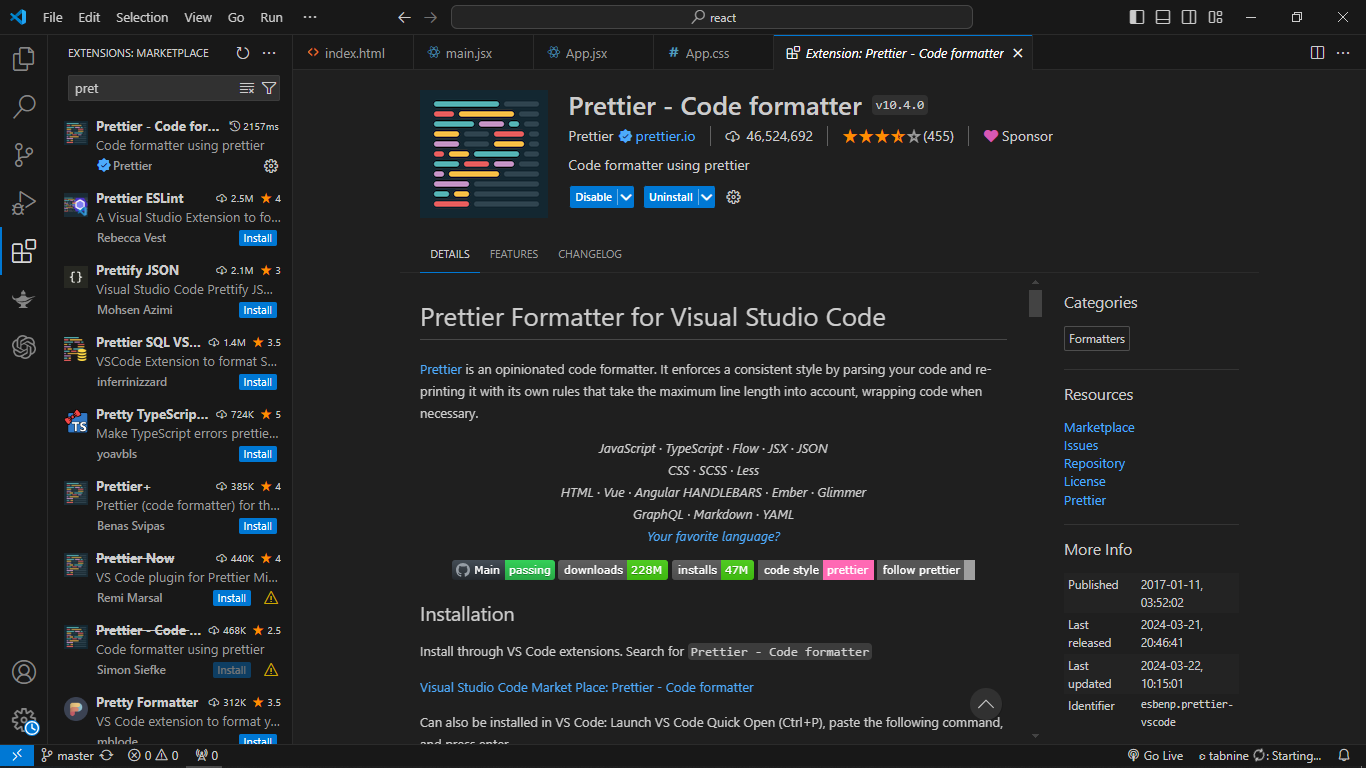 File Edit Selection View Go Run ···
react
EXTENSIONS: MARKETPLACE
index.html
main.jsx
App.jsx
# App.css
Extension: Prettier - Code formatter
pret
Prettier - Code for... 2157ms
Code formatter using prettier
Prettier
Prettier ESLint 2.5M ★ 4
A Visual Studio Extension to fo...
Rebecca Vest Install
Prettify JSON 2.1M ★ 3
Visual Studio Code Prettify JS...
Mohsen Azimi Install
Prettier SQL VS... 1.4M ★ 3.5
VSCode Extension to format S...
inferrinizzard Install
Pretty TypeScrip... 724K ★ 5
Make TypeScript errors prettie...
yoavbls Install
Prettier+ 385K ★ 4
Prettier (code formatter) for th...
Benas Svipas Install
Prettier Now 440K ★ 4
VS Code plugin for Prettier Mi...
Remi Marsal Install
Prettier - Code ... 468K ★ 2.5
Code formatter using prettier
Simon Siefke Install
Pretty Formatter 312K ★ 3.5
VS Code extension to format y...
mblode Install
Prettier - Code formatter v10.4.0
Prettier prettier.io 46,524,692 (455) Sponsor
Code formatter using prettier
Disable Uninstall
DETAILS FEATURES CHANGELOG
Prettier Formatter for Visual Studio Code
Prettier is an opinionated code formatter. It enforces a consistent style by parsing your code and re-
printing it with its own rules that take the maximum line length into account, wrapping code when
necessary.
JavaScript · TypeScript · Flow · JSX · JSON
CSS · SCSS · Less
HTML · Vue · Angular HANDLEBARS · Ember · Glimmer
GraphQL · Markdown · YAML
Your favorite language?
Main passing downloads 228M installs 47M code style prettier follow prettier
Installation
Install through VS Code extensions. Search for Prettier - Code formatter
Visual Studio Code Market Place: Prettier - Code formatter
Can also be installed in VS Code: Launch VS Code Quick Open (Ctrl+P), paste the following command,
and press enter.
Categories
Formatters
Resources
Marketplace
Issues
Repository
License
Prettier
More Info
Published 2017-01-11,
03:52:02
Last 2024-03-21,
released 20:46:41
Last 2024-03-22,
updated 10:15:01
Identifier esbenp.prettier-
vscode
master 0 0 0 Go Live tabnine : Starting...